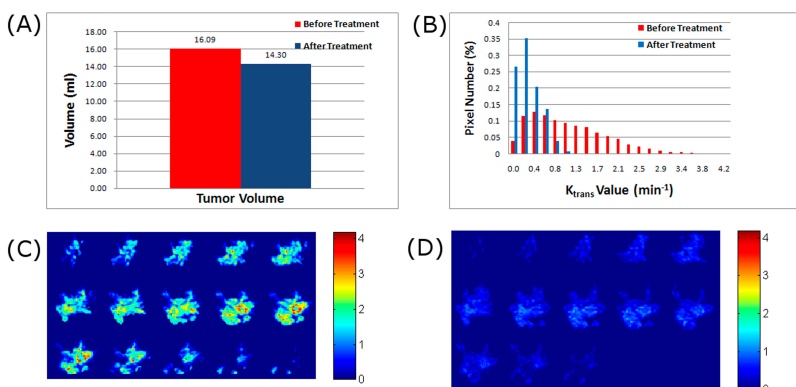 (A)
Before Treatment
After Treatment
18.00
16.00
14.00
12.00
10.00
8.00
6.00
4.00
2.00
0.00
16.09
14.30
Volume (ml)
Tumor Volume
(B)
Before Treatment
After Treatment
0.4
0.35
0.3
0.25
0.2
0.15
0.1
0.05
0
Pixel Number (%)
0.0 0.4 0.8 1.3 1.7 2.1 2.5 2.9 3.4 3.8 4.2
Ktrans Value (min-1)
(C)
4
3
2
1
0
(D)
4
3
2
1
0